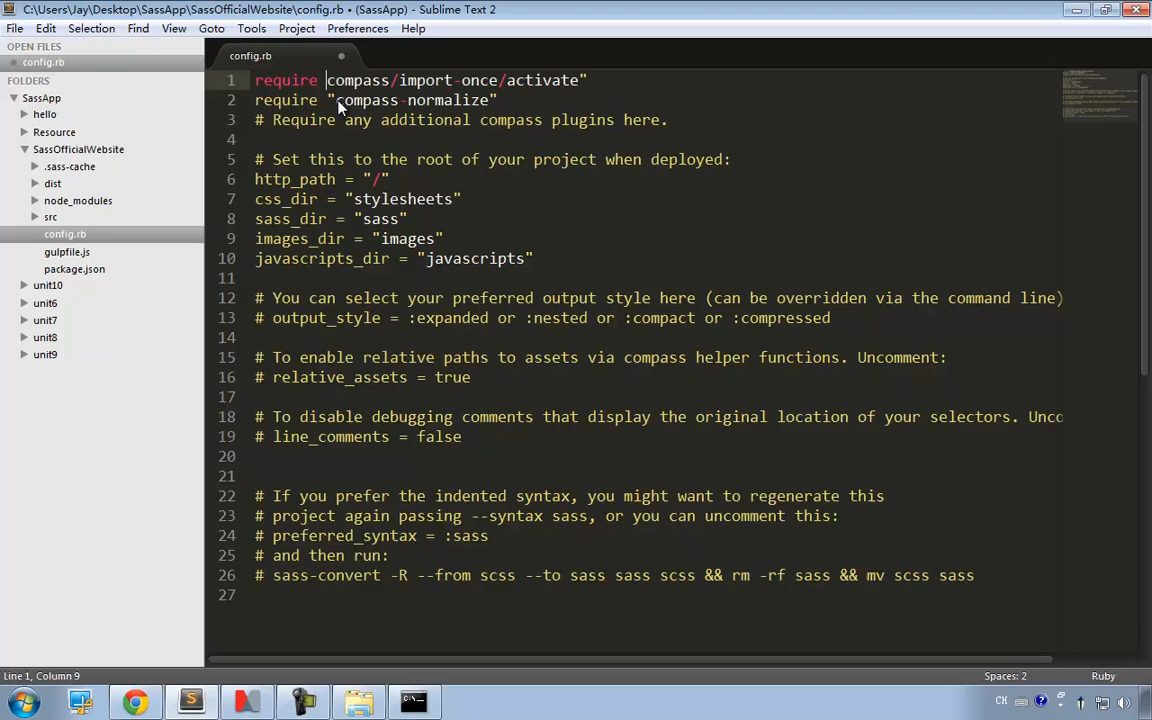 C:\Users\Jay\Desktop\SassApp\SassOfficialWebsite\config.rb • (SassApp) - Sublime Text 2
File Edit Selection Find View Goto Tools Project Preferences Help
OPEN FILES
config.rb
FOLDERS
SassApp
hello
Resource
SassOfficialWebsite
.sass-cache
dist
node_modules
src
config.rb
gulpfile.js
package.json
unit10
unit6
unit7
unit8
unit9
config.rb
1 require compass/import-once/activate"
2 require "compass-normalize"
3 # Require any additional compass plugins here.
4
5 # Set this to the root of your project when deployed:
6 http_path = "/"
7 css_dir = "stylesheets"
8 sass_dir = "sass"
9 images_dir = "images"
10 javascripts_dir = "javascripts"
11
12 # You can select your preferred output style here (can be overridden via the command line)
13 # output_style = :expanded or :nested or :compact or :compressed
14
15 # To enable relative paths to assets via compass helper functions. Uncomment:
16 # relative_assets = true
17
18 # To disable debugging comments that display the original location of your selectors. Unco
19 # line_comments = false
20
21
22 # If you prefer the indented syntax, you might want to regenerate this
23 # project again passing --syntax sass, or you can uncomment this:
24 # preferred_syntax = :sass
25 # and then run:
26 # sass-convert -R --from scss --to sass sass scss && rm -rf sass && mv scss sass
27
Line 1, Column 9
Spaces: 2
Ruby
CH